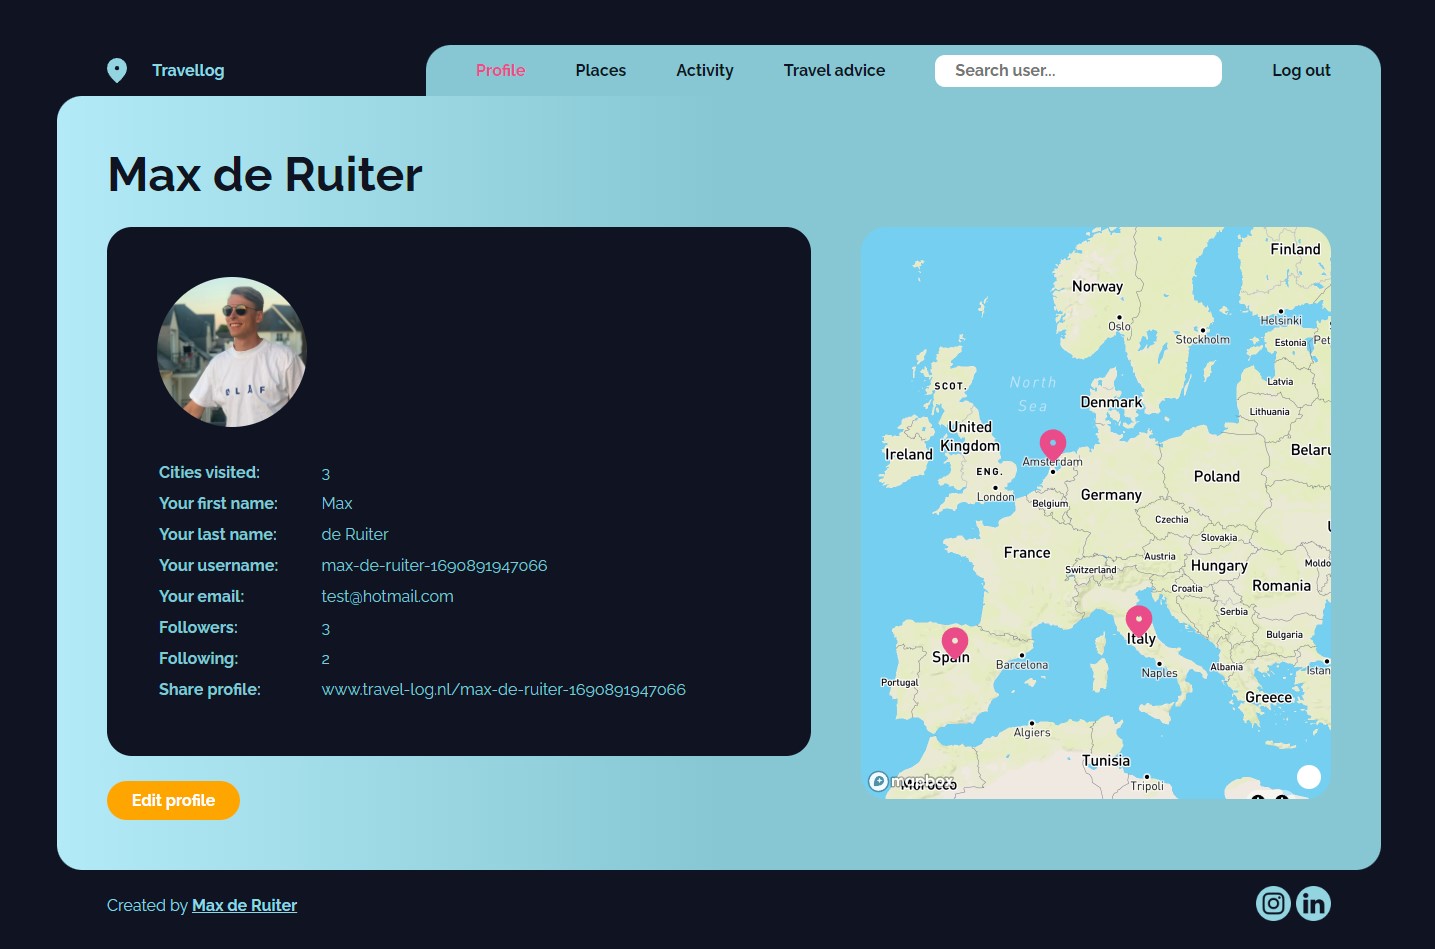 Travellog
Profile Places Activity Travel advice Search user... Log out
Max de Ruiter
OLAF
Cities visited: 3
Your first name: Max
Your last name: de Ruiter
Your username: max-de-ruiter-1690891947066
Your email: test@hotmail.com
Followers: 3
Following: 2
Share profile: www.travel-log.nl/max-de-ruiter-1690891947066
Edit profile
Finland
Norway
Helsinki
Oslo
Stockholm
Estonia Pet
Latvia
SCOT.
North
Sea
Denmark
Lithuania
United
Kingdom
Ireland
Belaru
Amsterdam
ENG.
Poland
London
Germany
Belgium
Czechia
Slovakia
France
Austria
Switzerland
Hungary
Moldo
Croatia
Romania
Serbia
Italy
Bulgaria
Spain
Barcelona
Naples
Albania
Istan
Portugal
Greece
Algiers
Tunisia
Tripoli
mapbox
Morocco
Created by Max de Ruiter